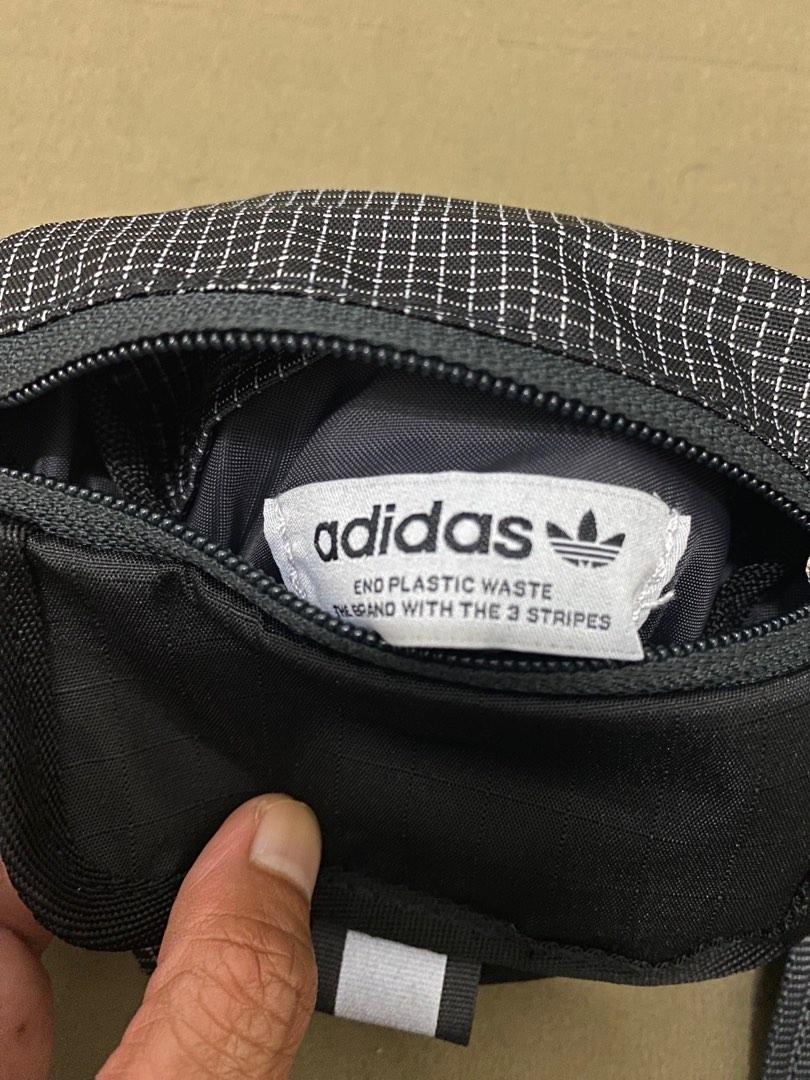 adidas
END PLASTIC WASTE
THE BRAND WITH THE 3 STRIPES